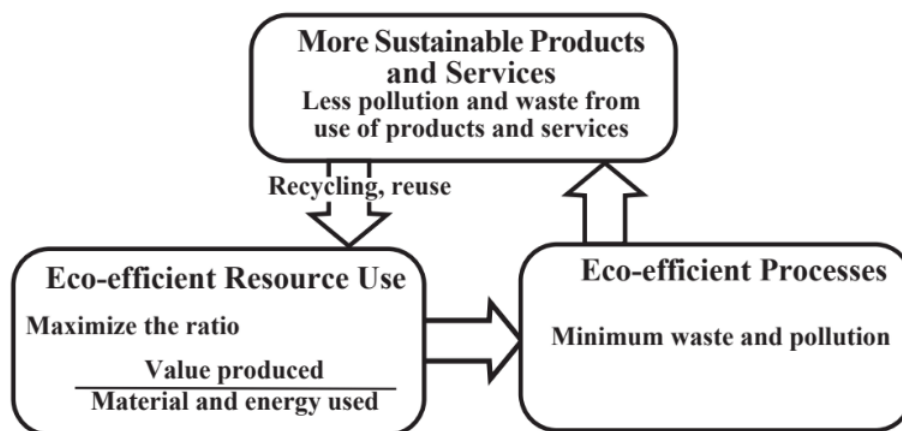 More Sustainable Products
and Services
Less pollution and waste from
use of products and services
Recycling, reuse
Eco-efficient Resource Use
Maximize the ratio
Value produced
Material and energy used
Eco-efficient Processes
Minimum waste and pollution